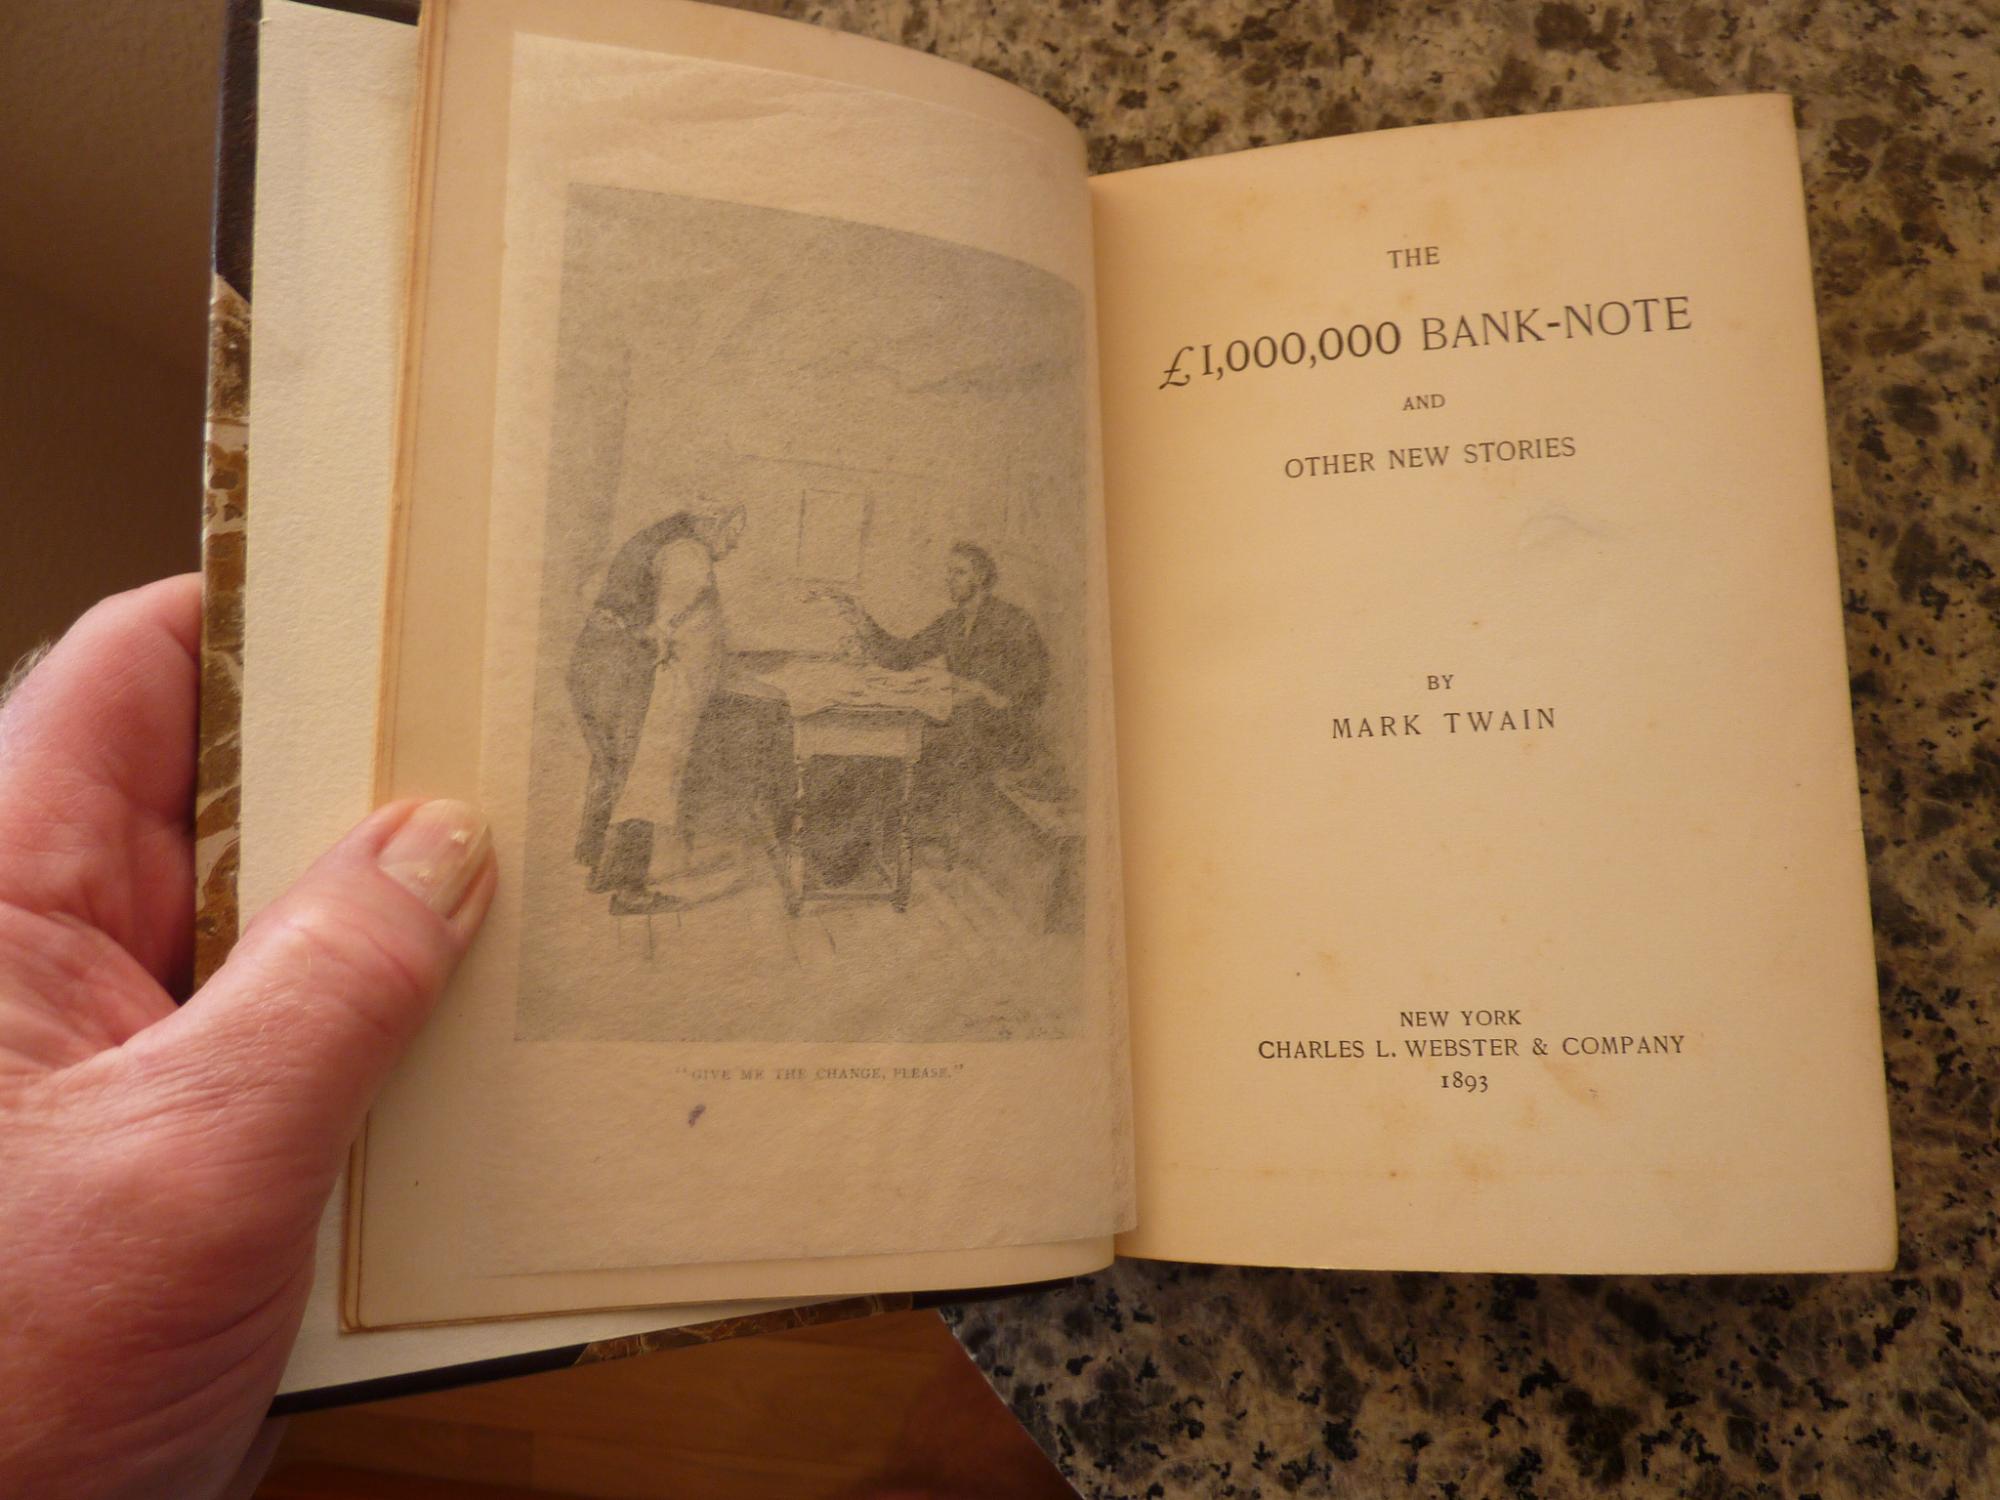 "GIVE ME THE CHANGE, PLEASE."
THE
£1,000,000 BANK-NOTE
AND
OTHER NEW STORIES
BY
MARK TWAIN
NEW YORK
CHARLES L. WEBSTER & COMPANY
1893